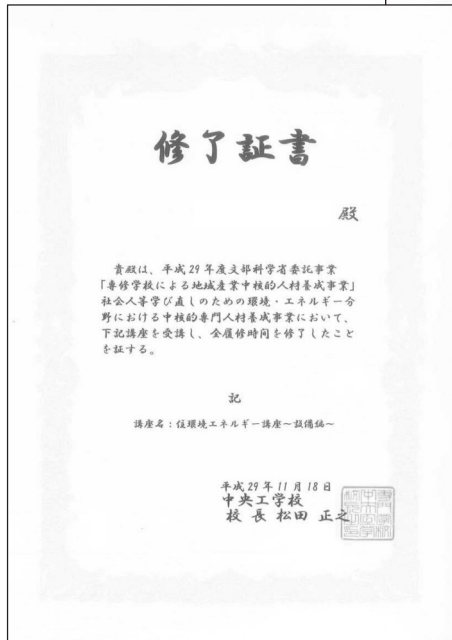 修了証書
殿
貴殿は、平成29年度文部科学省委託事業
「専修学校による地域産業中核的人材養成事業」
社会人等学び直しのための環境・エネルギー分
野における中核的専門人材養成事業において、
下記講座を受講し、全履修時間を修了したこと
を証する。
記
講座名：住環境エネルギー講座～設備編～
平成29年11月18日
中央工学校
校長 松田 正之